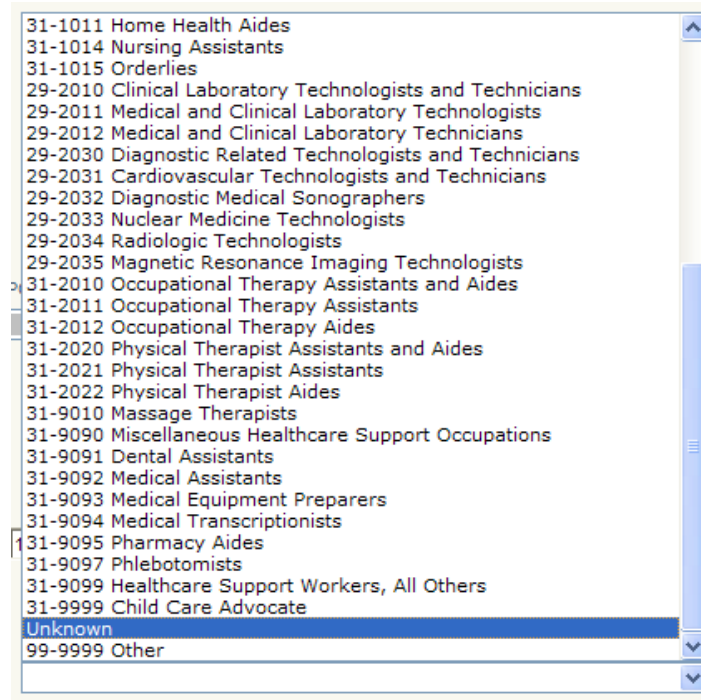 31-1011 Home Health Aides
31-1014 Nursing Assistants
31-1015 Orderlies
29-2010 Clinical Laboratory Technologists and Technicians
29-2011 Medical and Clinical Laboratory Technologists
29-2012 Medical and Clinical Laboratory Technicians
29-2030 Diagnostic Related Technologists and Technicians
29-2031 Cardiovascular Technologists and Technicians
29-2032 Diagnostic Medical Sonographers
29-2033 Nuclear Medicine Technologists
29-2034 Radiologic Technologists
29-2035 Magnetic Resonance Imaging Technologists
31-2010 Occupational Therapy Assistants and Aides
31-2011 Occupational Therapy Assistants
31-2012 Occupational Therapy Aides
31-2020 Physical Therapist Assistants and Aides
31-2021 Physical Therapist Assistants
31-2022 Physical Therapist Aides
31-9010 Massage Therapists
31-9090 Miscellaneous Healthcare Support Occupations
31-9091 Dental Assistants
31-9092 Medical Assistants
31-9093 Medical Equipment Preparers
31-9094 Medical Transcriptionists
31-9095 Pharmacy Aides
31-9097 Phlebotomists
31-9099 Healthcare Support Workers, All Others
31-9999 Child Care Advocate
Unknown
99-9999 Other